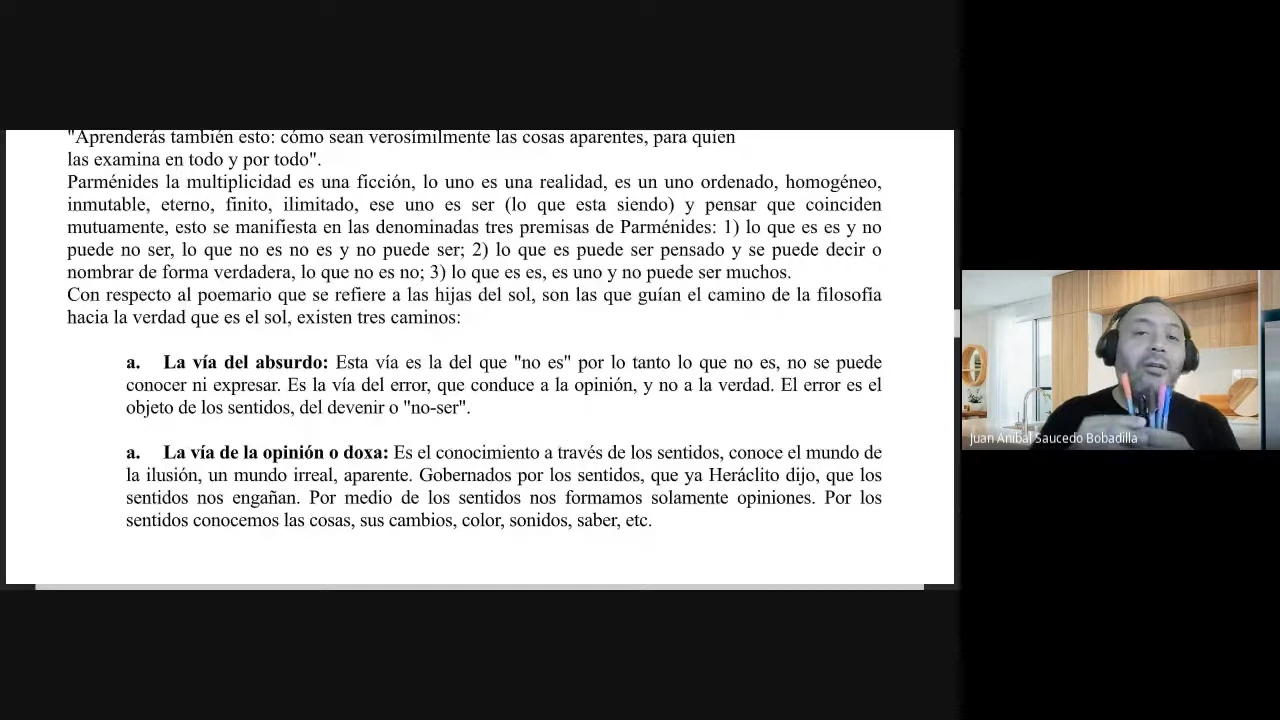 "Aprenderás también esto: cómo sean verosímilmente las cosas aparentes, para quien
las examina en todo y por todo".
Parménides la multiplicidad es una ficción, lo uno es una realidad, es un uno ordenado, homogéneo,
inmutable, eterno, finito, ilimitado, ese uno es ser (lo que esta siendo) y pensar que coinciden
mutuamente, esto se manifiesta en las denominadas tres premisas de Parménides: 1) lo que es es y no
puede no ser, lo que no es no es y no puede ser; 2) lo que es puede ser pensado y se puede decir o
nombrar de forma verdadera, lo que no es no; 3) lo que es es, es uno y no puede ser muchos.
Con respecto al poemario que se refiere a las hijas del sol, son las que guían el camino de la filosofía
hacia la verdad que es el sol, existen tres caminos:
a. La vía del absurdo: Esta vía es la del que "no es" por lo tanto lo que no es, no se puede
conocer ni expresar. Es la vía del error, que conduce a la opinión, y no a la verdad. El error es el
objeto de los sentidos, del devenir o "no-ser".
a. La vía de la opinión o doxa: Es el conocimiento a través de los sentidos, conoce el mundo de
la ilusión, un mundo irreal, aparente. Gobernados por los sentidos, que ya Heráclito dijo, que los
sentidos nos engañan. Por medio de los sentidos nos formamos solamente opiniones. Por los
sentidos conocemos las cosas, sus cambios, color, sonidos, saber, etc.
Juan Anibal Saucedo Bobadilla